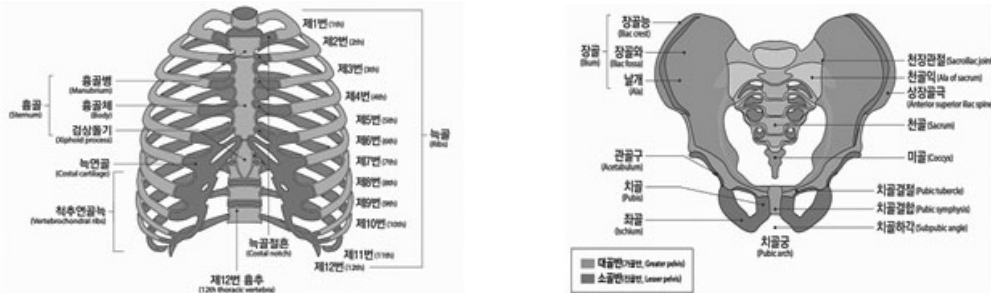 제1번 (1th)
제2번 (2th)
제3번 (3th)
제4번 (4th)
제5번 (5th)
제6번 (6th)
제7번 (7th)
제8번 (8th)
제9번 (9th)
제10번 (10th)
제11번 (11th)
제12번 (12th)
늑골
(Ribs)
흉골
(Sternum)
흉골병
(Manubrium)
흉골체
(Body)
검상돌기
(Xiphoid process)
늑연골
(Costal cartilage)
척추연골늑
(Vertebrochondral ribs)
늑골절흔
(Costal notch)
제12번 흉추
(12th thoracic vertebra)
장골
(Ilium)
장골능
(Iliac crest)
장골와
(Iliac fossa)
날개
(Ala)
관골구
(Acetabulum)
치골
(Pubis)
좌골
(Ischium)
천장관절 (Sacroiliac joint)
천골익 (Ala of sacrum)
상장골극
(Anterior superior iliac spine)
천골 (Sacrum)
미골 (Coccyx)
치골결절 (Pubic tubercle)
치골결합 (Pubic symphysis)
치골하각 (Subpubic angle)
치골궁
(Pubic arch)
대골반(가골반, Greater pelvis)
소골반(진골반, Lesser pelvis)